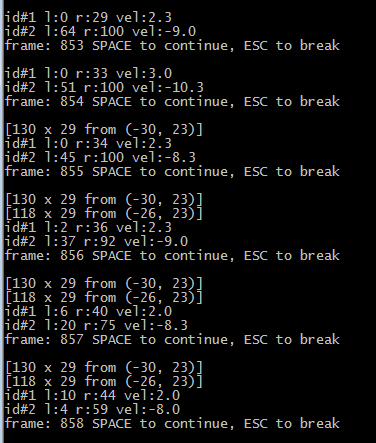 id#1 l:0 r:29 vel:2.3
id#2 l:64 r:100 vel:-9.0
frame: 853 SPACE to continue, ESC to break
id#1 l:0 r:33 vel:3.0
id#2 l:51 r:100 vel:-10.3
frame: 854 SPACE to continue, ESC to break
[130 x 29 from (-30, 23)]
id#1 l:0 r:34 vel:2.3
id#2 l:45 r:100 vel:-8.3
frame: 855 SPACE to continue, ESC to break
[130 x 29 from (-30, 23)]
[118 x 29 from (-26, 23)]
id#1 l:2 r:36 vel:2.3
id#2 l:37 r:92 vel:-9.0
frame: 856 SPACE to continue, ESC to break
[130 x 29 from (-30, 23)]
[118 x 29 from (-26, 23)]
id#1 l:6 r:40 vel:2.0
id#2 l:20 r:75 vel:-8.3
frame: 857 SPACE to continue, ESC to break
[130 x 29 from (-30, 23)]
[118 x 29 from (-26, 23)]
id#1 l:10 r:44 vel:2.0
id#2 l:4 r:59 vel:-8.0
frame: 858 SPACE to continue, ESC to break